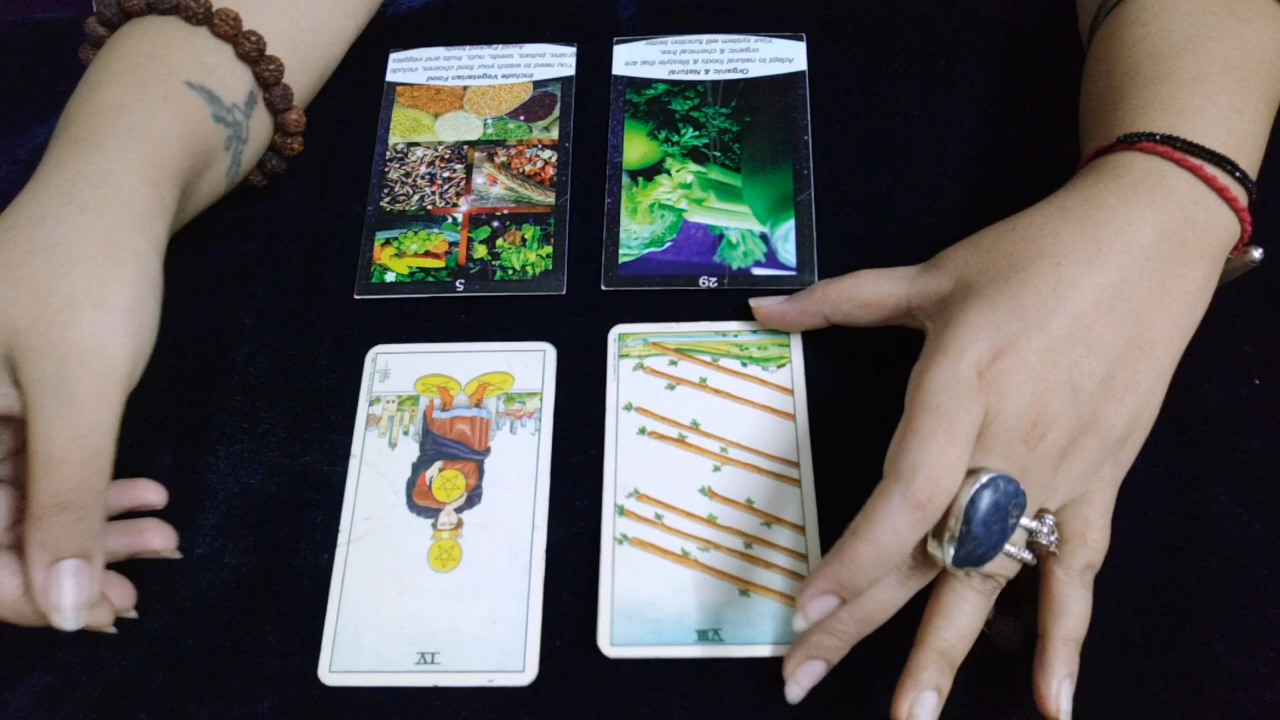 Include Vegetarian Food
You need to watch your food choices, include
grains, pulses, seeds, nuts, fruits and veggies.
Avoid Packed foods
5
Organic & Natural
Adapt to natural foods & lifestyle that are
organic & chemical free.
Your system will function better
29
IV
VIII